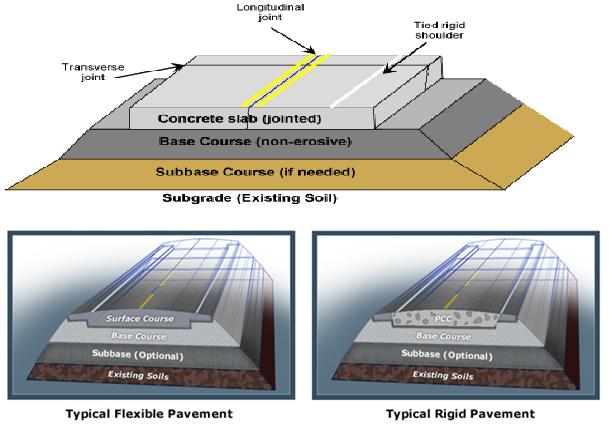 Longitudinal
joint
Tied rigid
shoulder
Transverse
joint
Concrete slab (jointed)
Base Course (non-erosive)
Subbase Course (if needed)
Subgrade (Existing Soil)
Surface Course
Base Course
Subbase (Optional)
Existing Soils
Typical Flexible Pavement
PCC
Base Course
Subbase (Optional)
Existing Soils
Typical Rigid Pavement